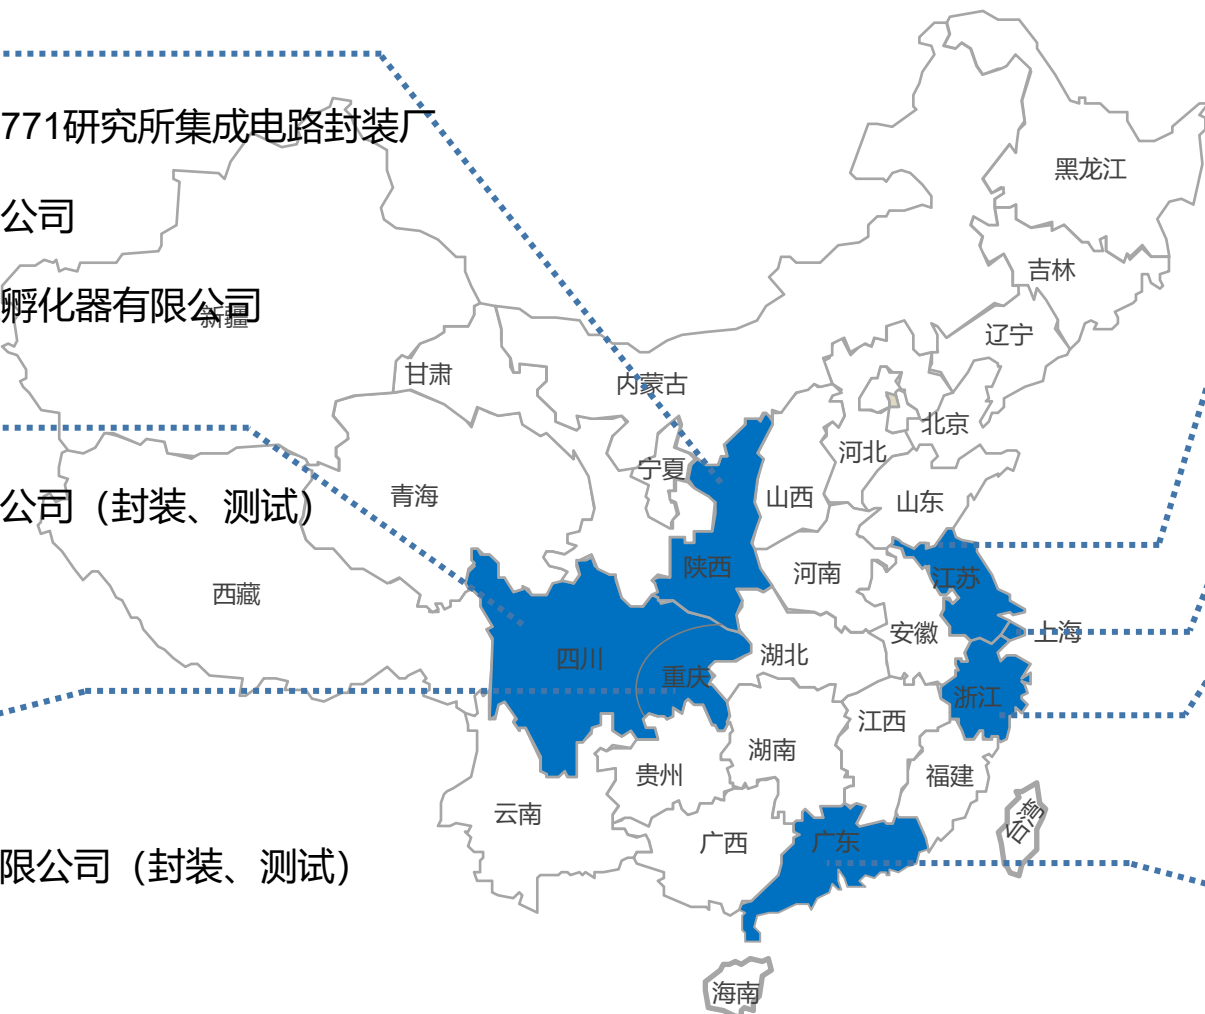 771研究所集成电路封装厂
黑龙江
公司
吉林
孵化器有限公司
新疆
辽宁
甘肃
内蒙古
北京
河北
宁夏
青海
山西
山东
公司（封装、测试）
陕西
河南
江苏
西藏
安徽
上海
四川
湖北
重庆
浙江
江西
湖南
贵州
福建
云南
台湾
广西
广东
限公司（封装、测试）
海南